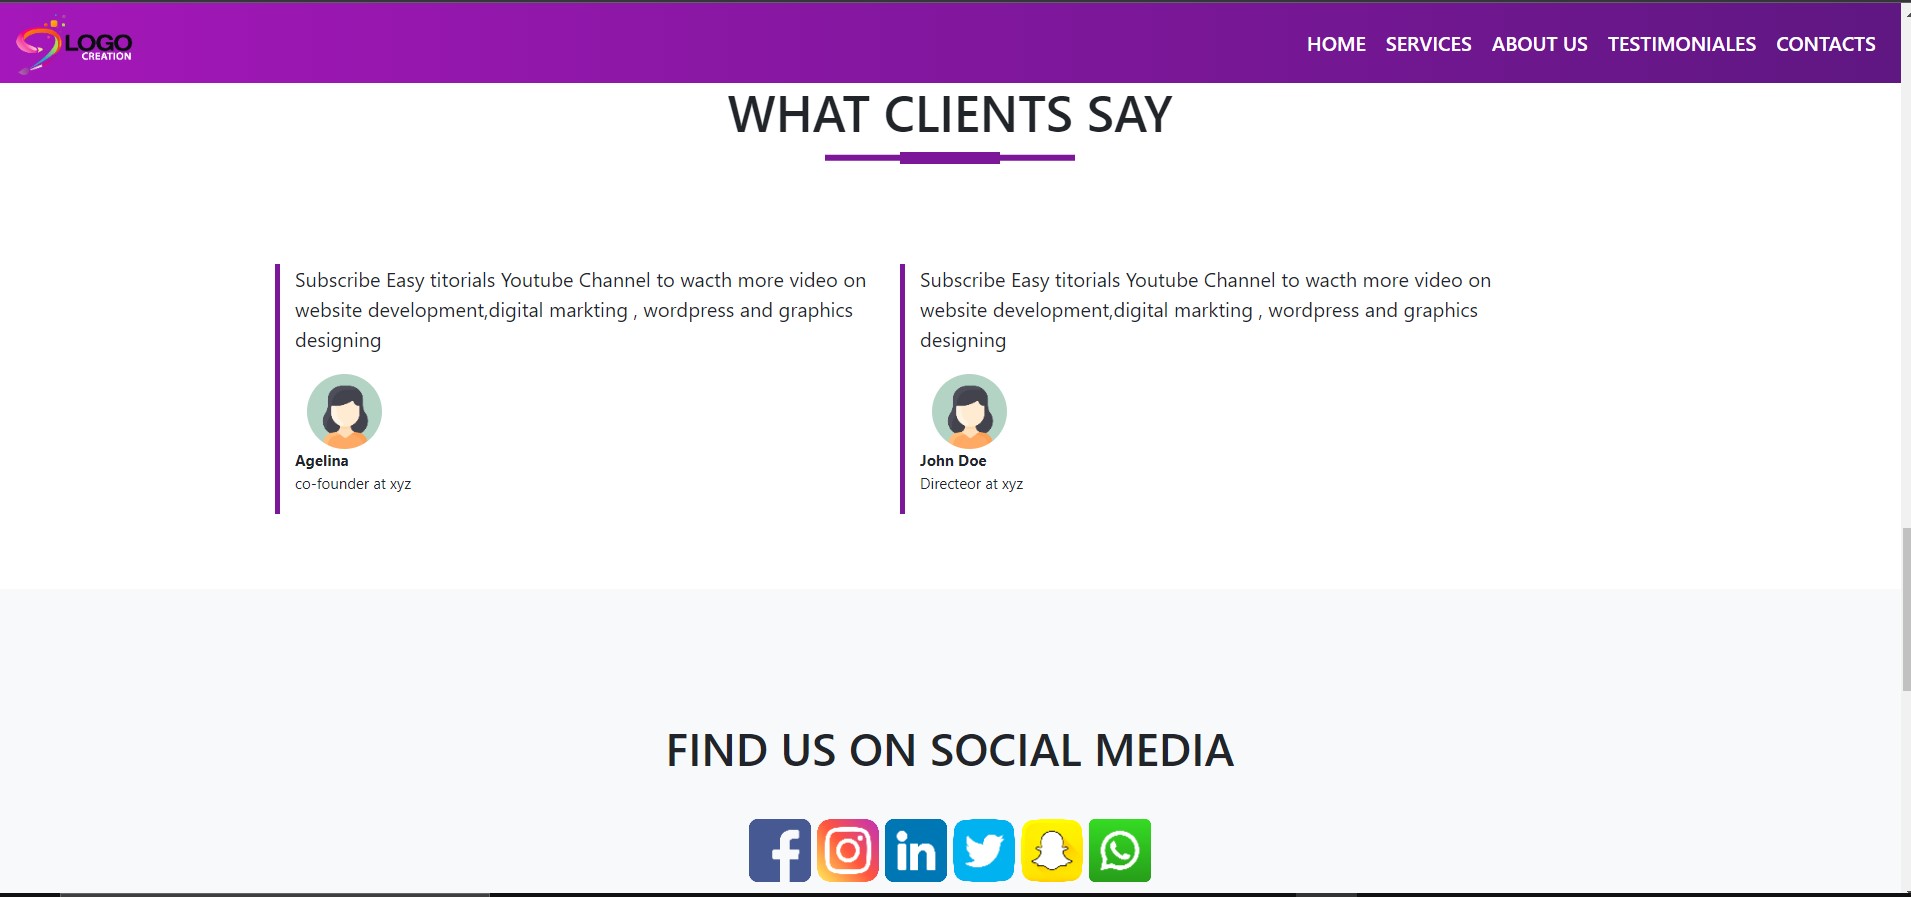 LOGO
CREATION
HOME SERVICES ABOUT US TESTIMONIALES CONTACTS
WHAT CLIENTS SAY
Subscribe Easy titorials Youtube Channel to wacth more video on
website development,digital markting , wordpress and graphics
designing
Agelina
co-founder at xyz
Subscribe Easy titorials Youtube Channel to wacth more video on
website development,digital markting , wordpress and graphics
designing
John Doe
Directeor at xyz
FIND US ON SOCIAL MEDIA
f
in